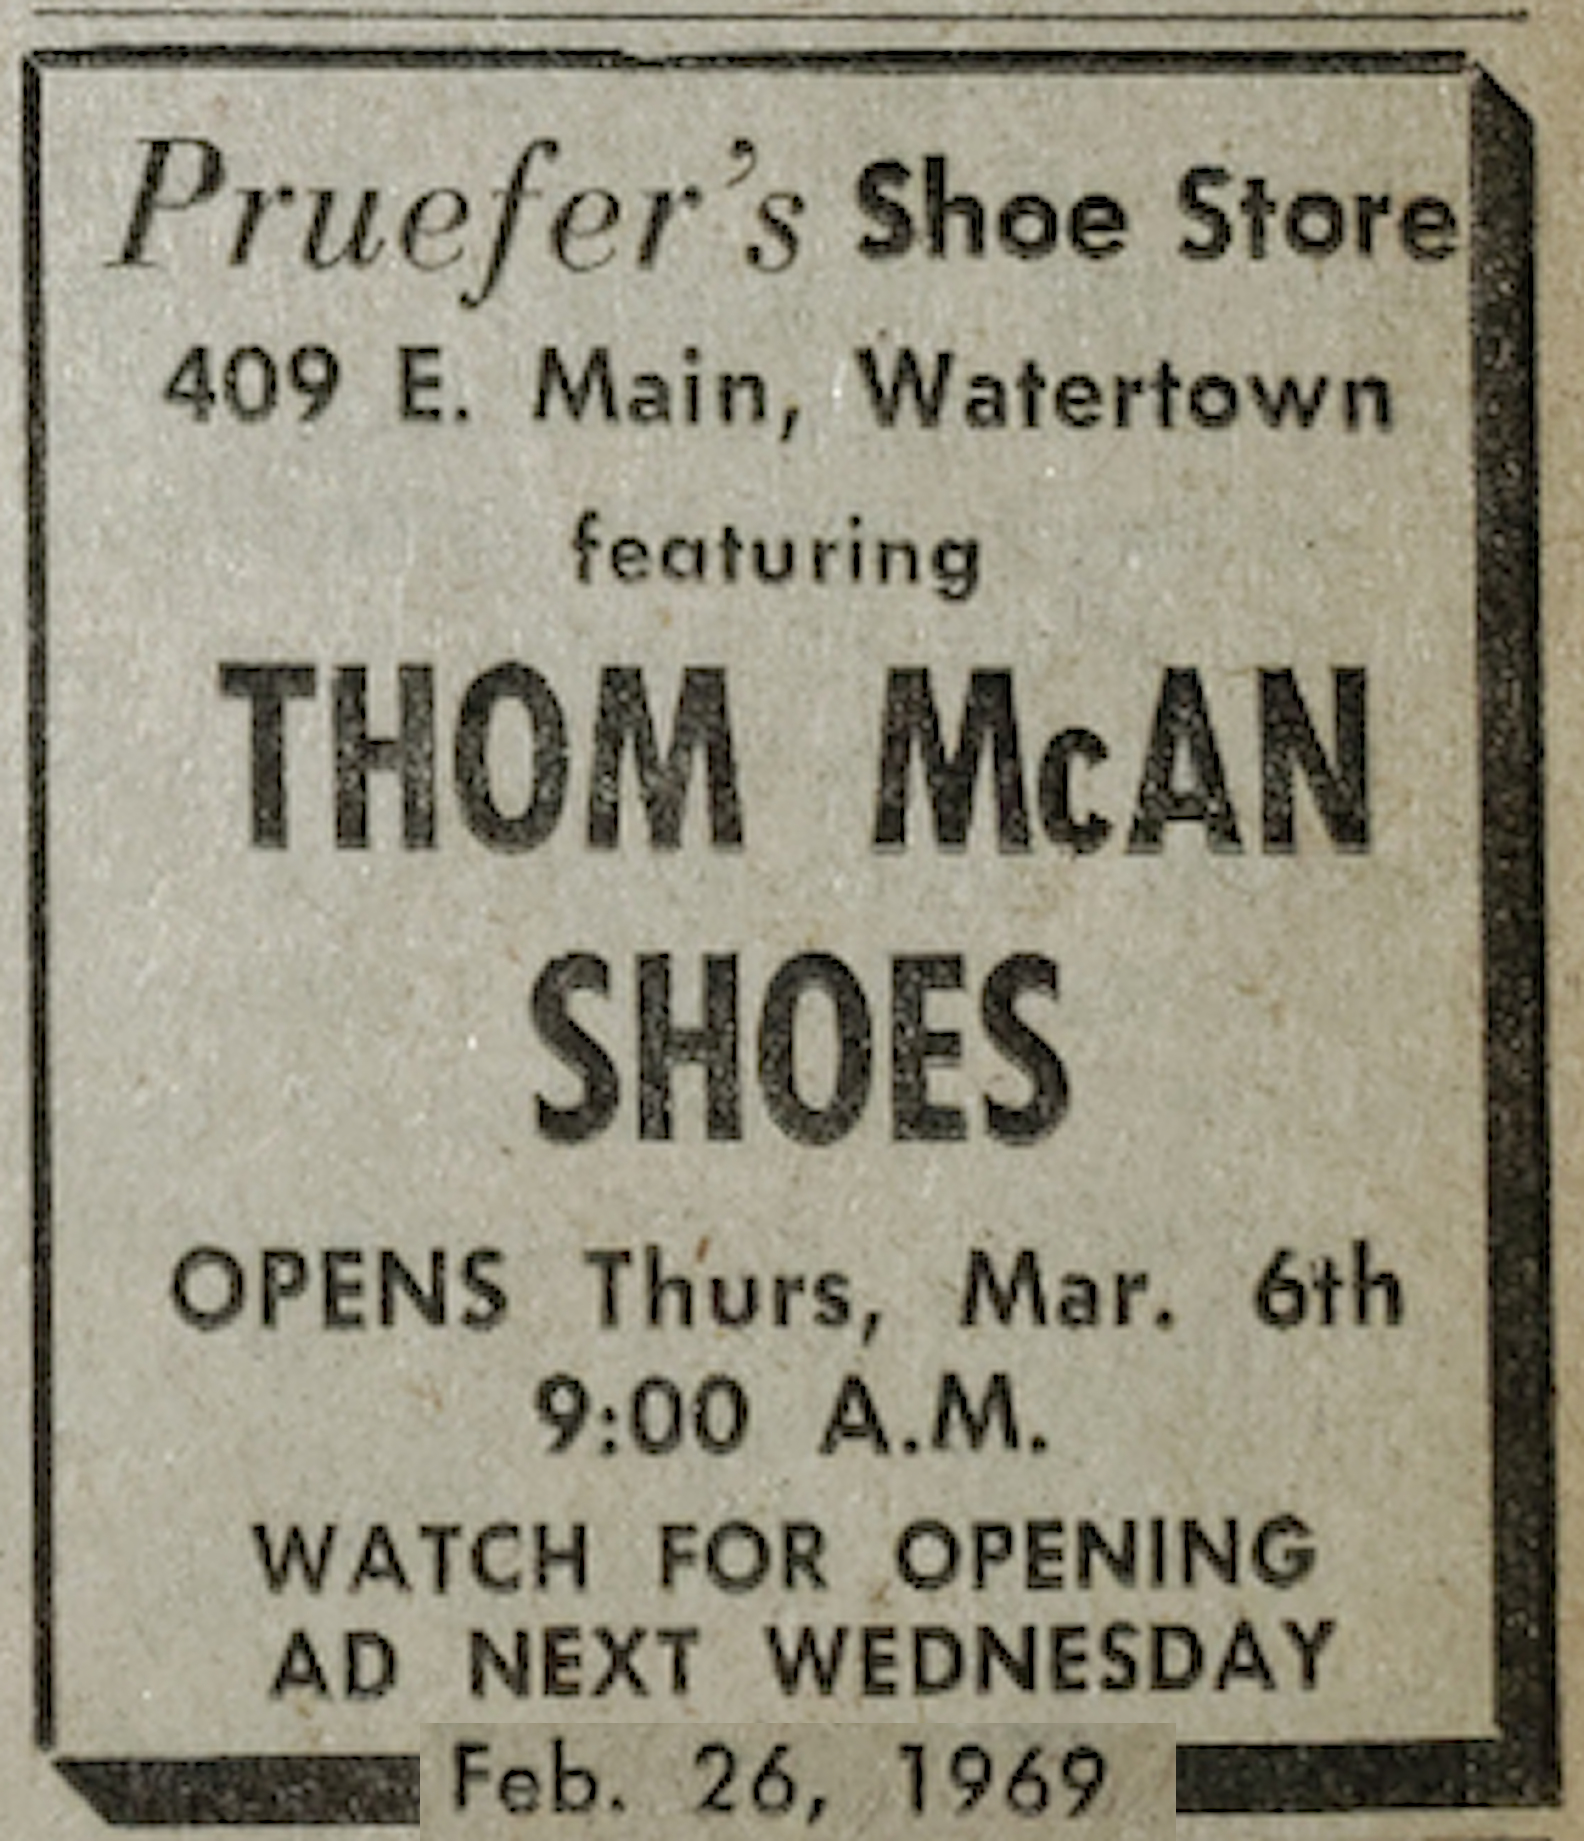 Pruefer's Shoe Store
409 E. Main, Watertown
featuring
THOM McAN
SHOES
OPENS Thurs, Mar. 6th
9:00 A.M.
WATCH FOR OPENING
AD NEXT WEDNESDAY
Feb. 26, 1969